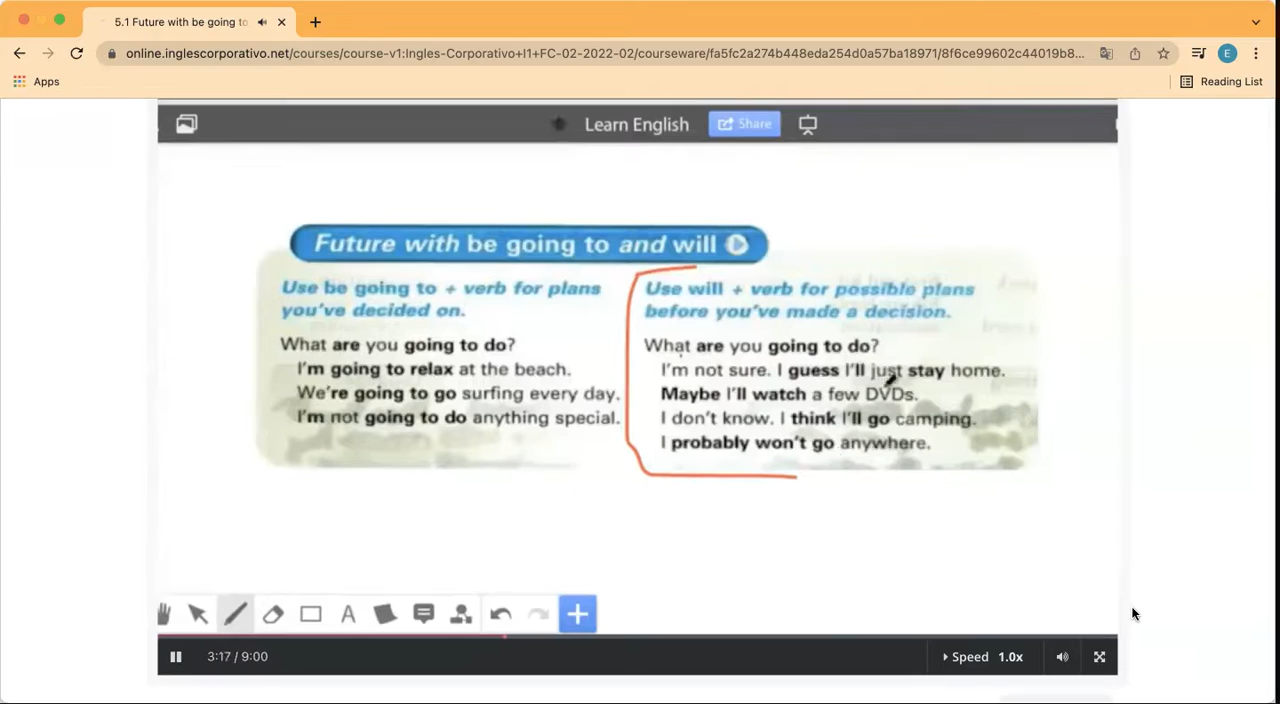 5.1 Future with be going to
online.inglescorporativo.net/courses/course-v1:Ingles-Corporativo+I1+FC-02-2022-02/courseware/fa5fc2a274b448eda254d0a57ba18971/8f6ce99602c44019b8...
E
Apps
Reading List
Learn English
Share
Future with be going to and will
Use be going to + verb for plans
you've decided on.
What are you going to do?
I'm going to relax at the beach.
We're going to go surfing every day.
I'm not going to do anything special.
Use will + verb for possible plans
before you've made a decision.
What are you going to do?
I'm not sure. I guess I'll just stay home.
Maybe I'll watch a few DVDs.
I don't know. I think I'll go camping.
I probably won't go anywhere.
A
3:17 / 9:00
Speed 1.0x